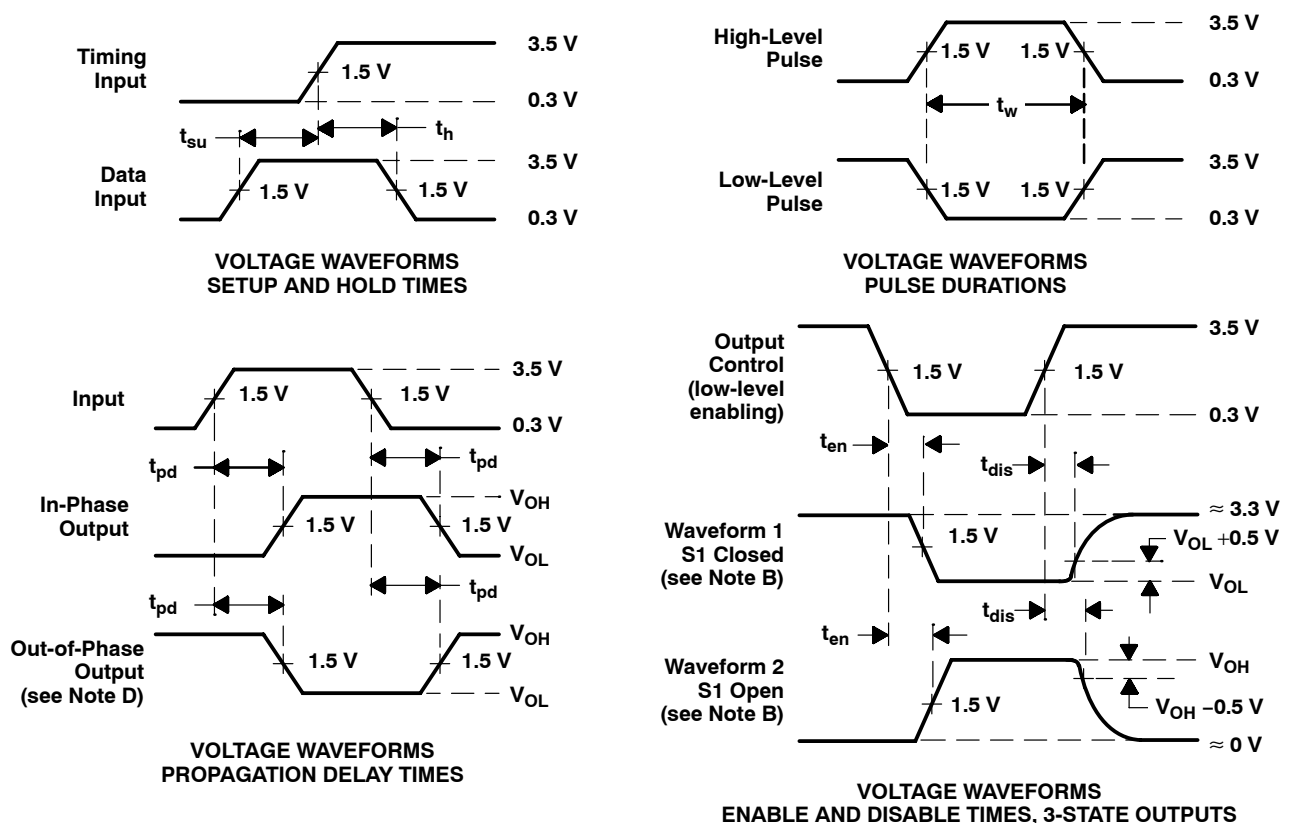 Timing
Input
3.5 V
1.5 V
0.3 V
tsu
th
Data
Input
3.5 V
1.5 V
1.5 V
0.3 V
VOLTAGE WAVEFORMS
SETUP AND HOLD TIMES
High-Level
Pulse
3.5 V
1.5 V
1.5 V
0.3 V
tw
Low-Level
Pulse
3.5 V
1.5 V
1.5 V
0.3 V
VOLTAGE WAVEFORMS
PULSE DURATIONS
Input
3.5 V
1.5 V
1.5 V
0.3 V
tpd
tpd
In-Phase
Output
VOH
1.5 V
1.5 V
VOL
tpd
tpd
Out-of-Phase
Output
(see Note D)
VOH
1.5 V
1.5 V
VOL
VOLTAGE WAVEFORMS
PROPAGATION DELAY TIMES
Output
Control
(low-level
enabling)
3.5 V
1.5 V
1.5 V
0.3 V
ten
tdis
Waveform 1
S1 Closed
(see Note B)
≈ 3.3 V
1.5 V
VOL +0.5 V
VOL
ten
tdis
Waveform 2
S1 Open
(see Note B)
VOH
1.5 V
VOH −0.5 V
≈ 0 V
VOLTAGE WAVEFORMS
ENABLE AND DISABLE TIMES, 3-STATE OUTPUTS